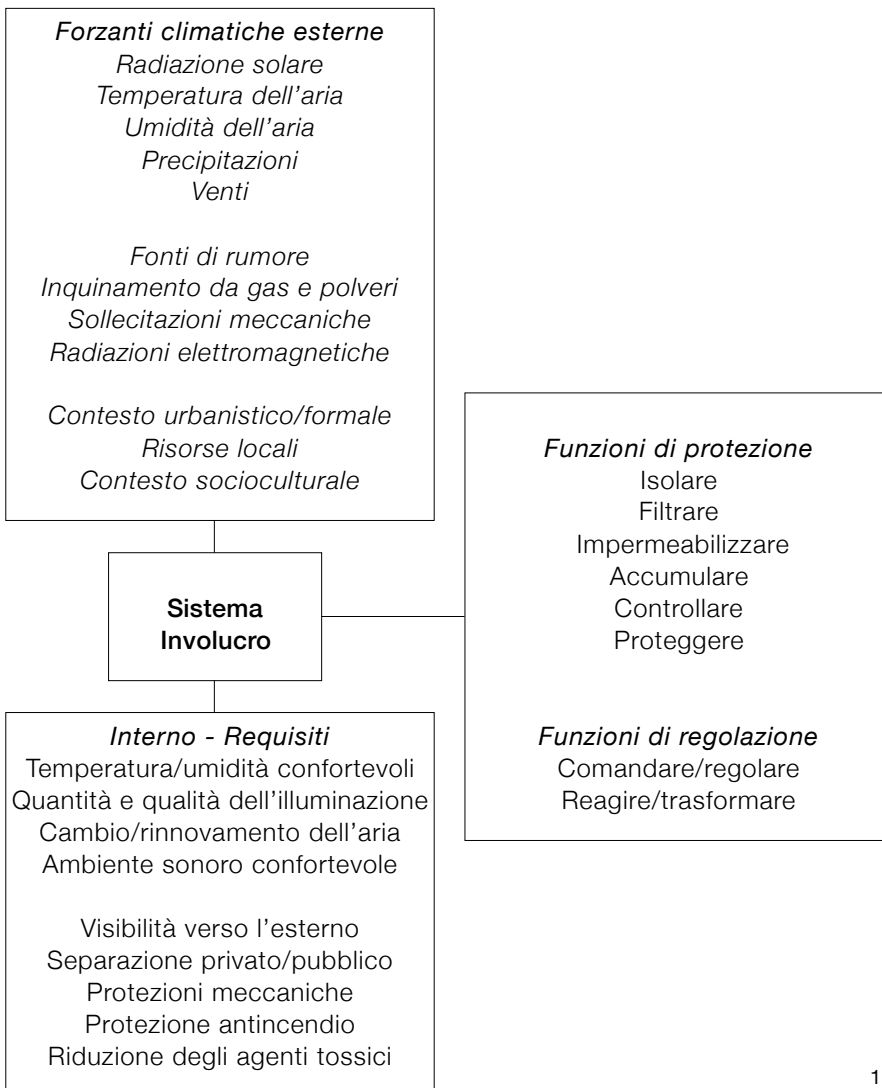 Forzanti climatiche esterne
Radiazione solare
Temperatura dell'aria
Umidità dell'aria
Precipitazioni
Venti
Fonti di rumore
Inquinamento da gas e polveri
Sollecitazioni meccaniche
Radiazioni elettromagnetiche
Contesto urbanistico/formale
Risorse locali
Contesto socioculturale
Sistema
Involucro
Funzioni di protezione
Isolare
Filtrare
Impermeabilizzare
Accumulare
Controllare
Proteggere
Funzioni di regolazione
Comandare/regolare
Reagire/trasformare
Interno - Requisiti
Temperatura/umidità confortevoli
Quantità e qualità dell'illuminazione
Cambio/rinnovamento dell'aria
Ambiente sonoro confortevole
Visibilità verso l'esterno
Separazione privato/pubblico
Protezioni meccaniche
Protezione antincendio
Riduzione degli agenti tossici
1